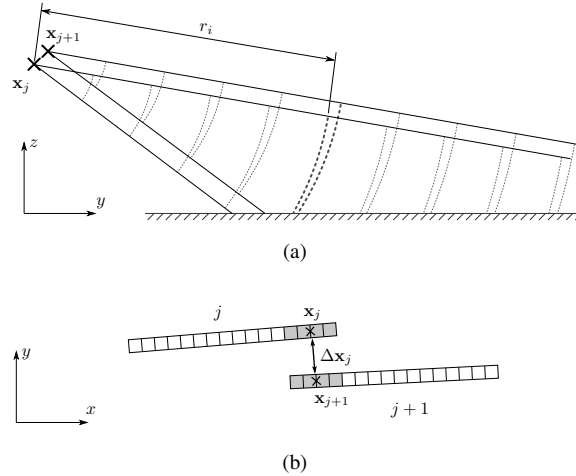 r_i
x_{j+1}
x_j
z
y
(a)
j
x_j
y
Δx_j
x
x_{j+1}
j + 1
(b)